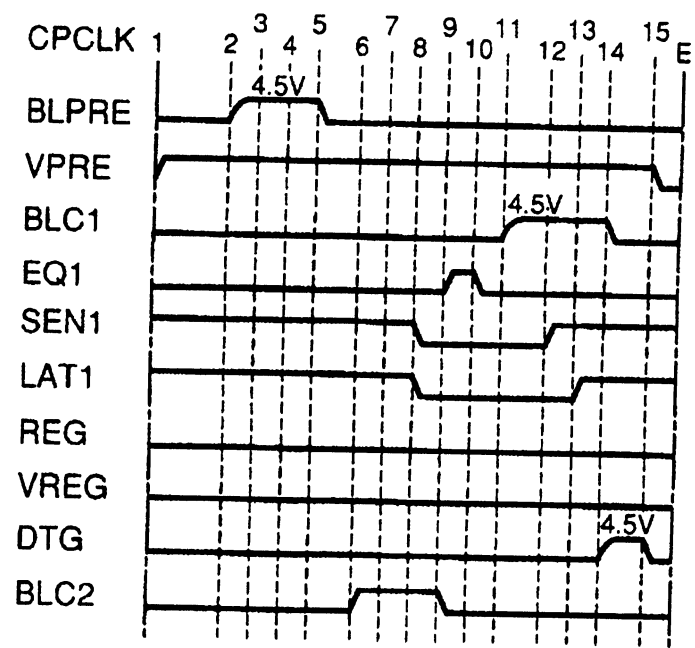 CPCLK 1 2 3 4 5 6 7 8 9 10 11 12 13 14 15 E
BLPRE 4.5V
VPRE
BLC1 4.5V
EQ1
SEN1
LAT1
REG
VREG
DTG 4.5V
BLC2